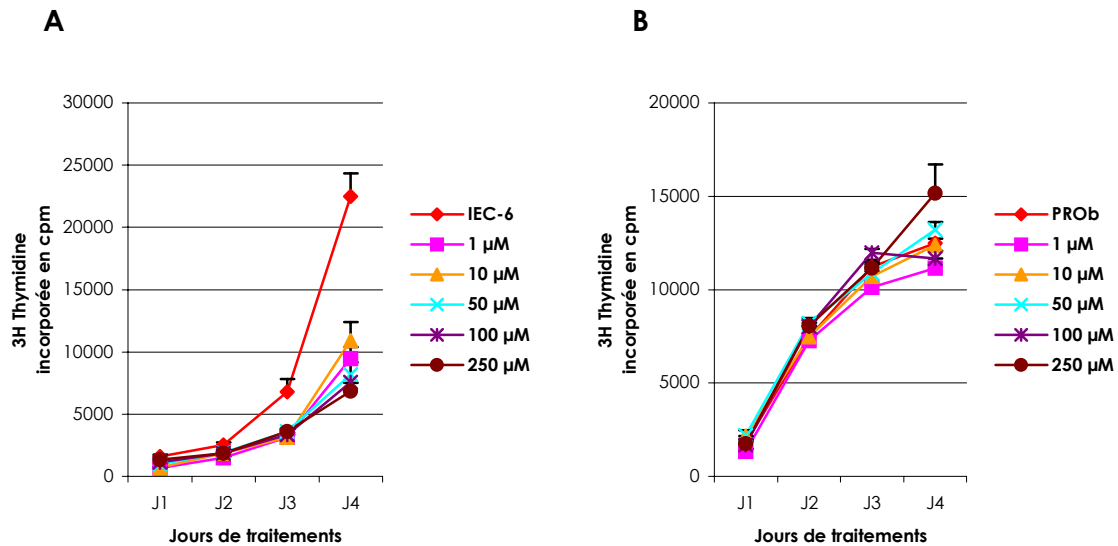 A
B
3H Thymidine
incorporée en cpm
30000
25000
20000
15000
10000
5000
0
J1 J2 J3 J4
Jours de traitements
IEC-6
1 µM
10 µM
50 µM
100 µM
250 µM
3H Thymidine
incorporée en cpm
20000
15000
10000
5000
0
J1 J2 J3 J4
Jours de traitements
PROb
1 µM
10 µM
50 µM
100 µM
250 µM